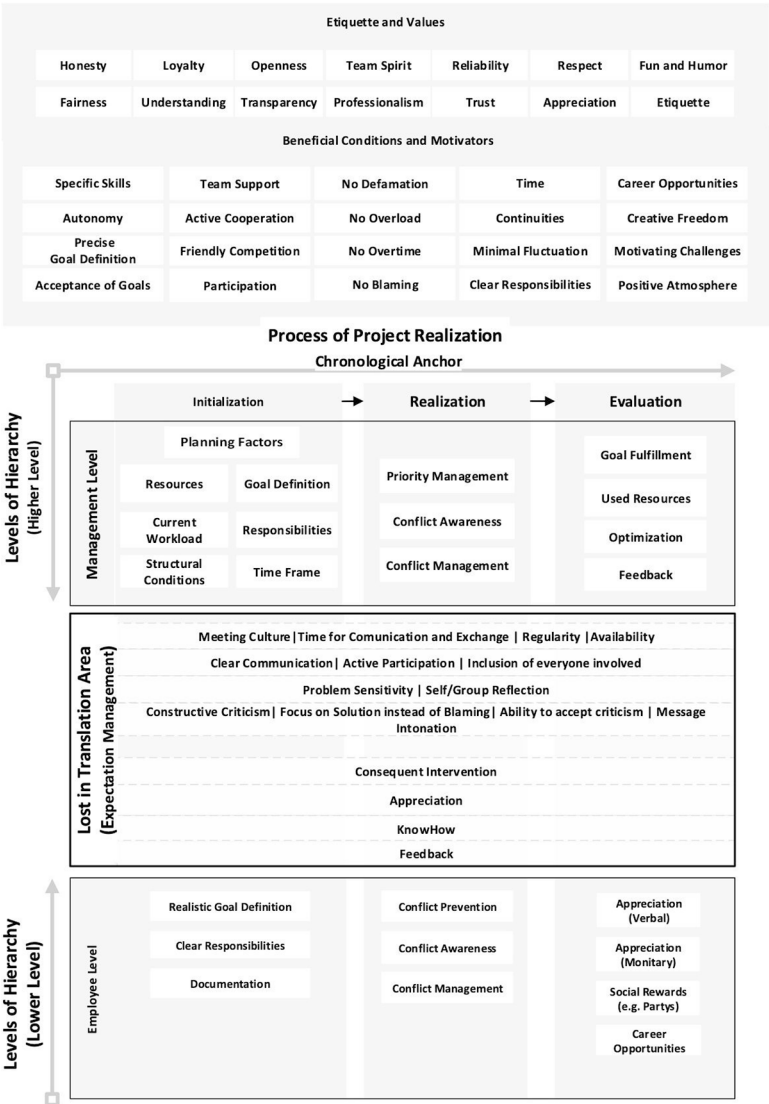 Etiquette and Values
Honesty Loyalty Openness Team Spirit Reliability Respect Fun and Humor
Fairness Understanding Transparency Professionalism Trust Appreciation Etiquette
Beneficial Conditions and Motivators
Specific Skills Team Support No Defamation Time Career Opportunities
Autonomy Active Cooperation No Overload Continuities Creative Freedom
Precise
Goal Definition Friendly Competition No Overtime Minimal Fluctuation Motivating Challenges
Acceptance of Goals Participation No Blaming Clear Responsibilities Positive Atmosphere
Process of Project Realization
Chronological Anchor
Initialization Realization Evaluation
Levels of Hierarchy
(Higher Level)
Management Level
Planning Factors
Resources Goal Definition
Current
Workload
Responsibilities
Structural
Conditions
Time Frame
Priority Management
Conflict Awareness
Conflict Management
Goal Fulfillment
Used Resources
Optimization
Feedback
Lost in Translation Area
(Expectation Management)
Meeting Culture|Time for Comunication and Exchange | Regularity |Availability
Clear Communication| Active Participation | Inclusion of everyone involved
Problem Sensitivity | Self/Group Reflection
Constructive Criticism| Focus on Solution instead of Blaming| Ability to accept criticism | Message
Intonation
Consequent Intervention
Appreciation
KnowHow
Feedback
Levels of Hierarchy
(Lower Level)
Employee Level
Realistic Goal Definition
Clear Responsibilities
Documentation
Conflict Prevention
Conflict Awareness
Conflict Management
Appreciation
(Verbal)
Appreciation
(Monitary)
Social Rewards
(e.g. Partys)
Career
Opportunities